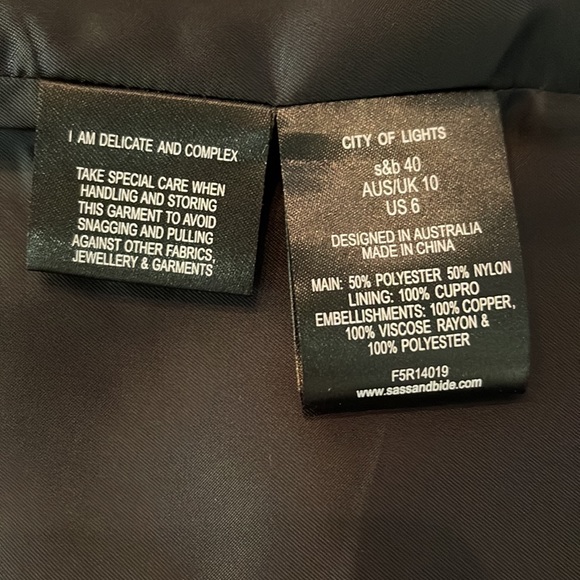 I AM DELICATE AND COMPLEX
TAKE SPECIAL CARE WHEN
HANDLING AND STORING
THIS GARMENT TO AVOID
SNAGGING AND PULLING
AGAINST OTHER FABRICS,
JEWELLERY & GARMENTS
CITY OF LIGHTS
s&b 40
AUS/UK 10
US 6
DESIGNED IN AUSTRALIA
MADE IN CHINA
MAIN: 50% POLYESTER 50% NYLON
LINING: 100% CUPRO
EMBELLISHMENTS: 100% COPPER,
100% VISCOSE RAYON &
100% POLYESTER
F5R14019
www.sassandbide.com